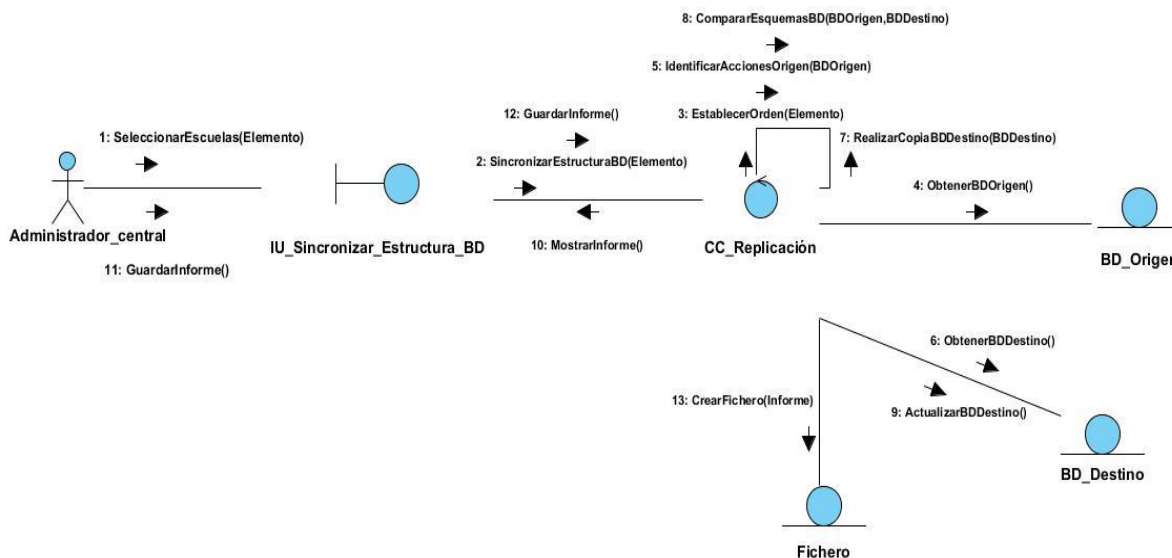 8: CompararEsquemasBD(BDOrigen,BDDestino)
5: IdentificarAccionesOrigen(BDOrigen)
12: GuardarInforme()
3: EstablecerOrden(Elemento)
1: SeleccionarEscuelas(Elemento)
7: RealizarCopiaBDDestino(BDDestino)
2: SincronizarEstructuraBD(Elemento)
4: ObtenerBDOrigen()
Administrador_central
IU_Sincronizar_Estructura_BD
10: MostrarInforme()
CC_Replicación
BD_Origen
11: GuardarInforme()
6: ObtenerBDDestino()
13: CrearFichero(Informe)
9: ActualizarBDDestino()
BD_Destino
Fichero